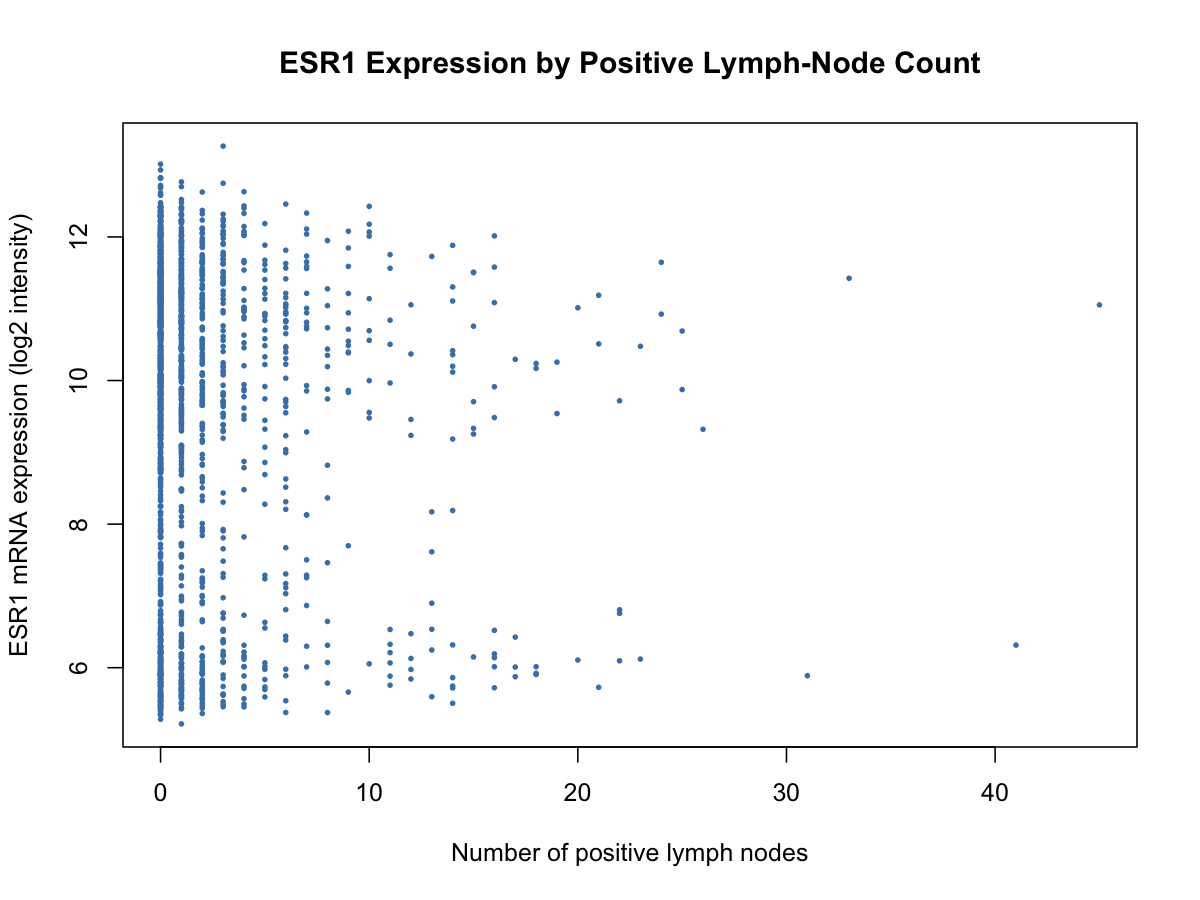 ESR1 Expression by Positive Lymph-Node Count
ESR1 mRNA expression (log2 intensity)
12
10
8
6
0 10 20 30 40
Number of positive lymph nodes